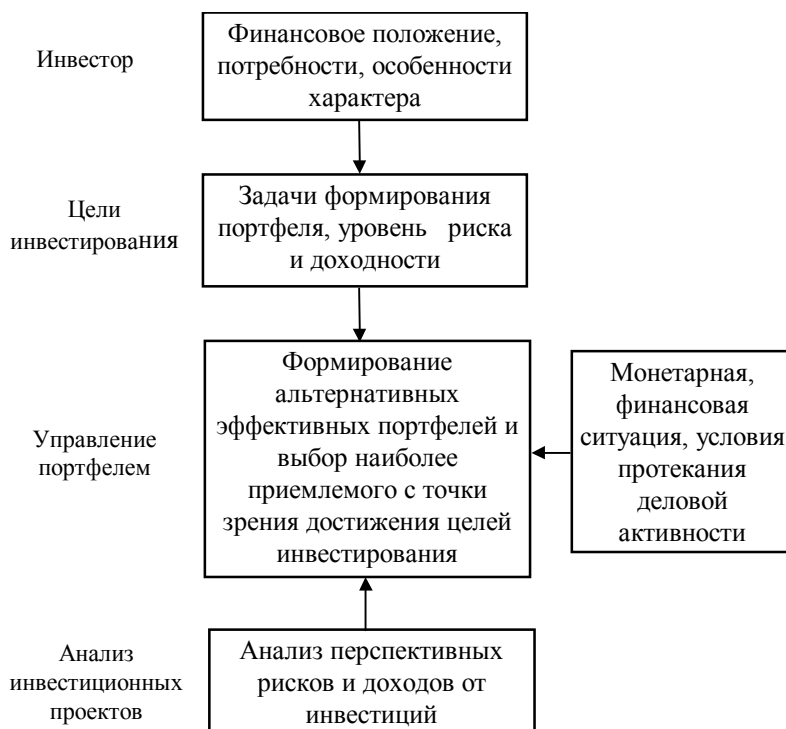 Инвестор
Финансовое положение,
потребности, особенности
характера
Цели
инвестирования
Задачи формирования
портфеля, уровень риска
и доходности
Управление
портфелем
Формирование
альтернативных
эффективных портфелей и
выбор наиболее
приемлемого с точки
зрения достижения целей
инвестирования
Монетарная,
финансовая
ситуация, условия
протекания
деловой
активности
Анализ
инвестиционных
проектов
Анализ перспективных
рисков и доходов от
инвестиций